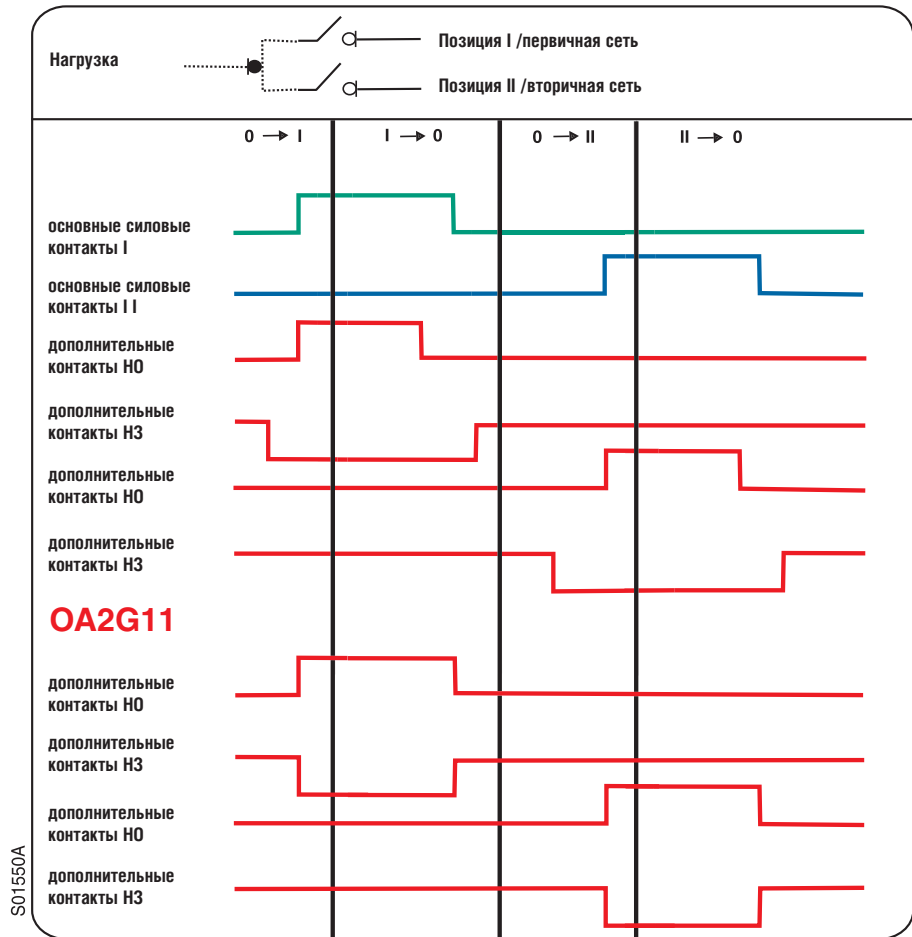 Нагрузка
Позиция I /первичная сеть
Позиция II /вторичная сеть
0 → I
I → 0
0 → II
II → 0
основные силовые
контакты I
основные силовые
контакты I I
дополнительные
контакты НО
дополнительные
контакты НЗ
дополнительные
контакты НО
дополнительные
контакты НЗ
OA2G11
дополнительные
контакты НО
дополнительные
контакты НЗ
дополнительные
контакты НО
дополнительные
контакты НЗ
S01550A